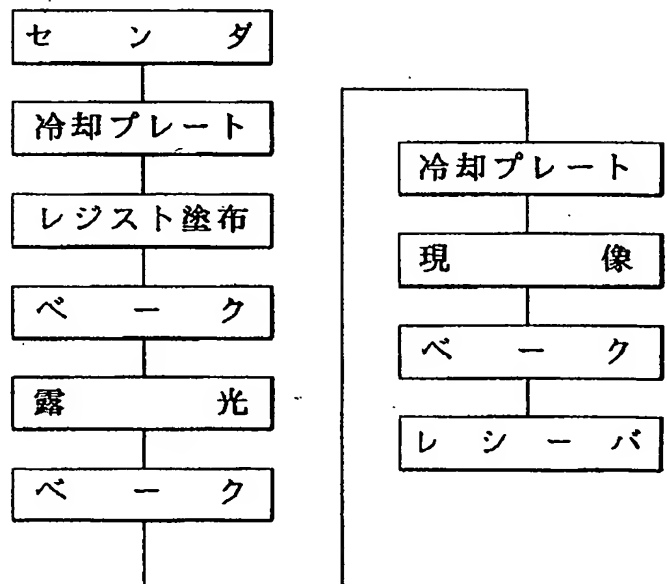 センダ
冷却プレート
レジスト塗布
ベーク
露光
ベーク
冷却プレート
現像
ベーク
レシーバ